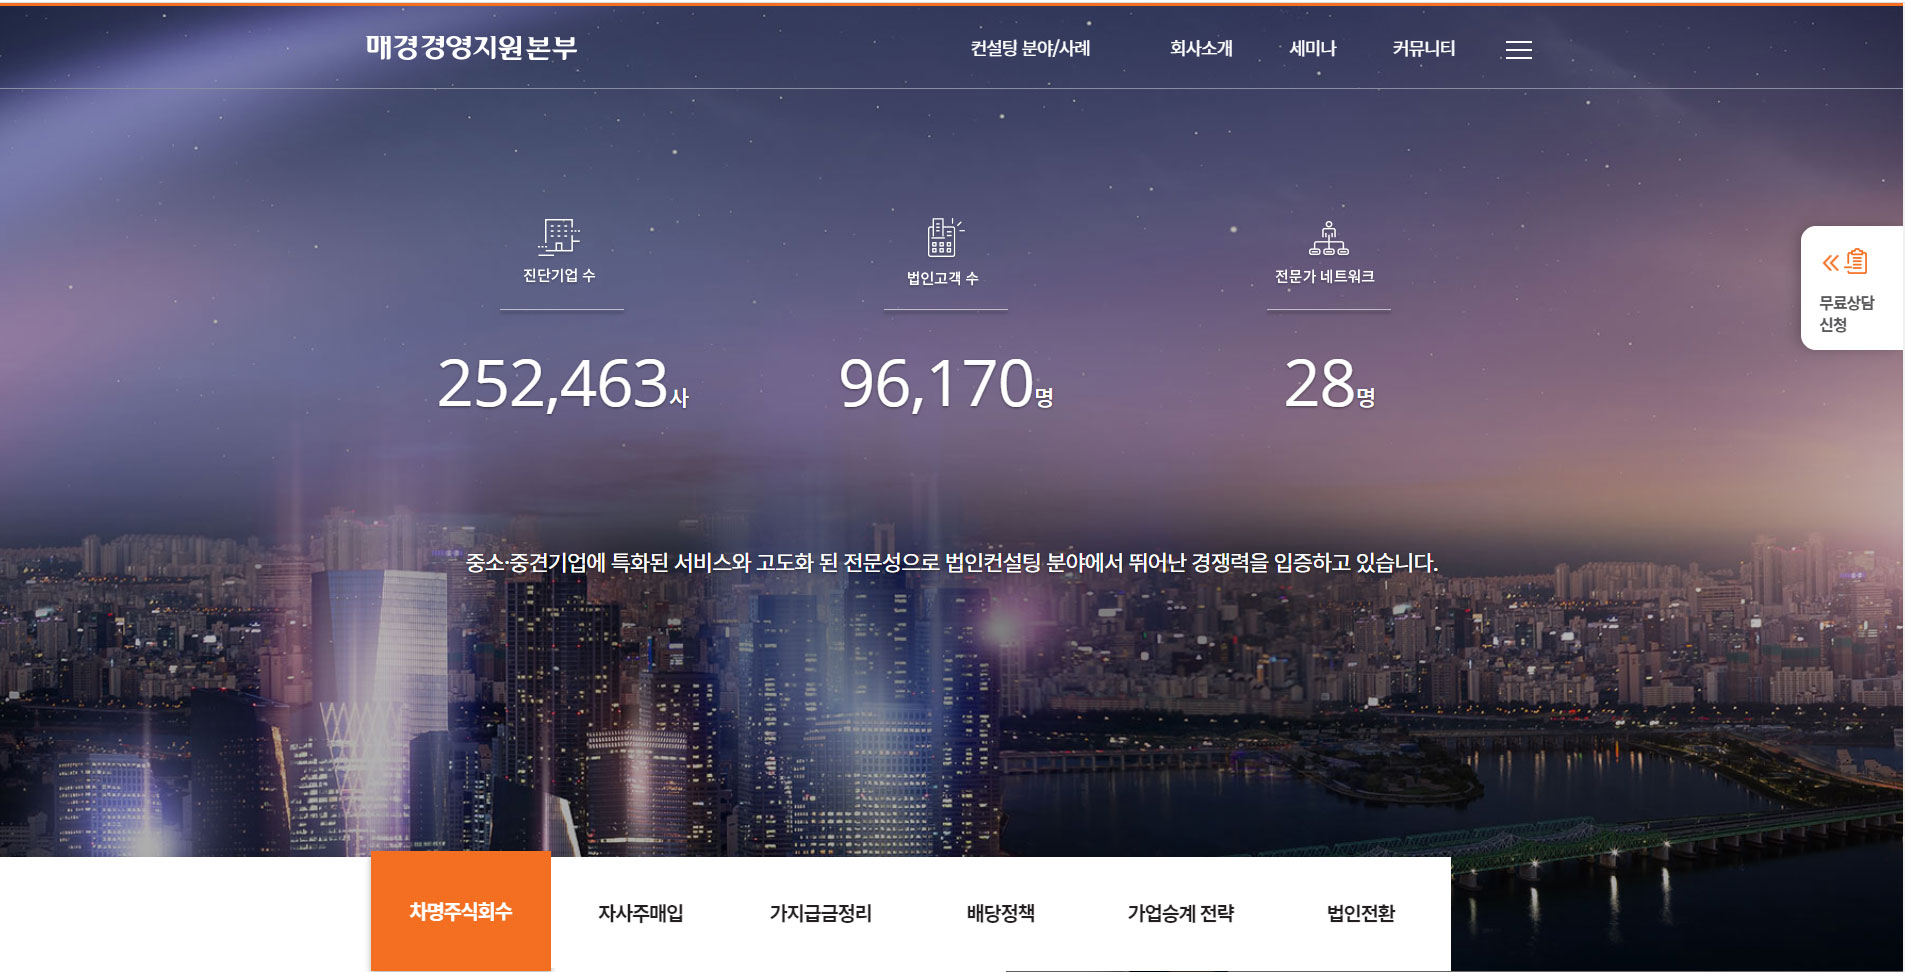 매경경영지원본부
컨설팅 분야/사례 회사소개 세미나 커뮤니티
진단기업 수
252,463사
법인고객 수
96,170명
전문가 네트워크
28명
무료상담
신청
중소·중견기업에 특화된 서비스와 고도화 된 전문성으로 법인컨설팅 분야에서 뛰어난 경쟁력을 입증하고 있습니다.
차명주식회수 자사주매입 가지급금정리 배당정책 가업승계 전략 법인전환